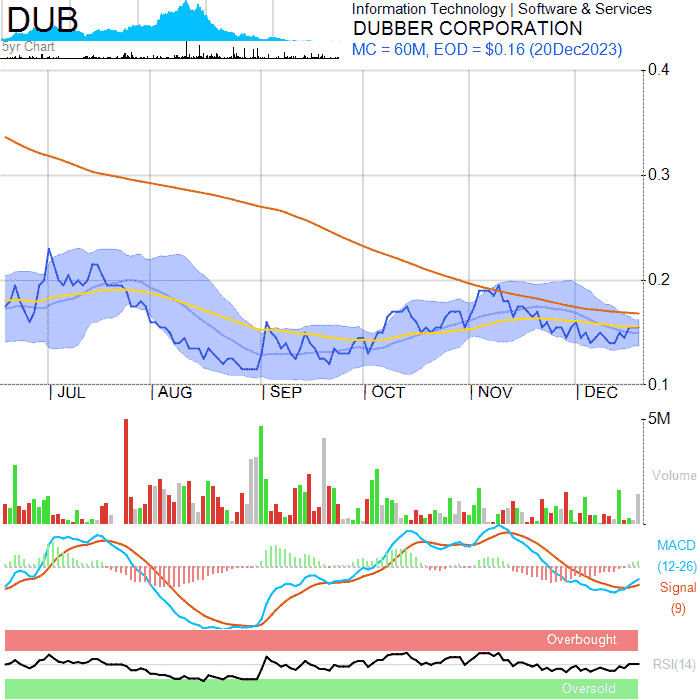 DUB
5yr Chart
Information Technology | Software & Services
DUBBER CORPORATION
MC = 60M, EOD = $0.16 (20Dec2023)
0.4
0.3
0.2
0.1
JUL
AUG
SEP
OCT
NOV
DEC
5M
Volume
MACD
(12-26)
Signal
(9)
Overbought
RSI(14)
Oversold